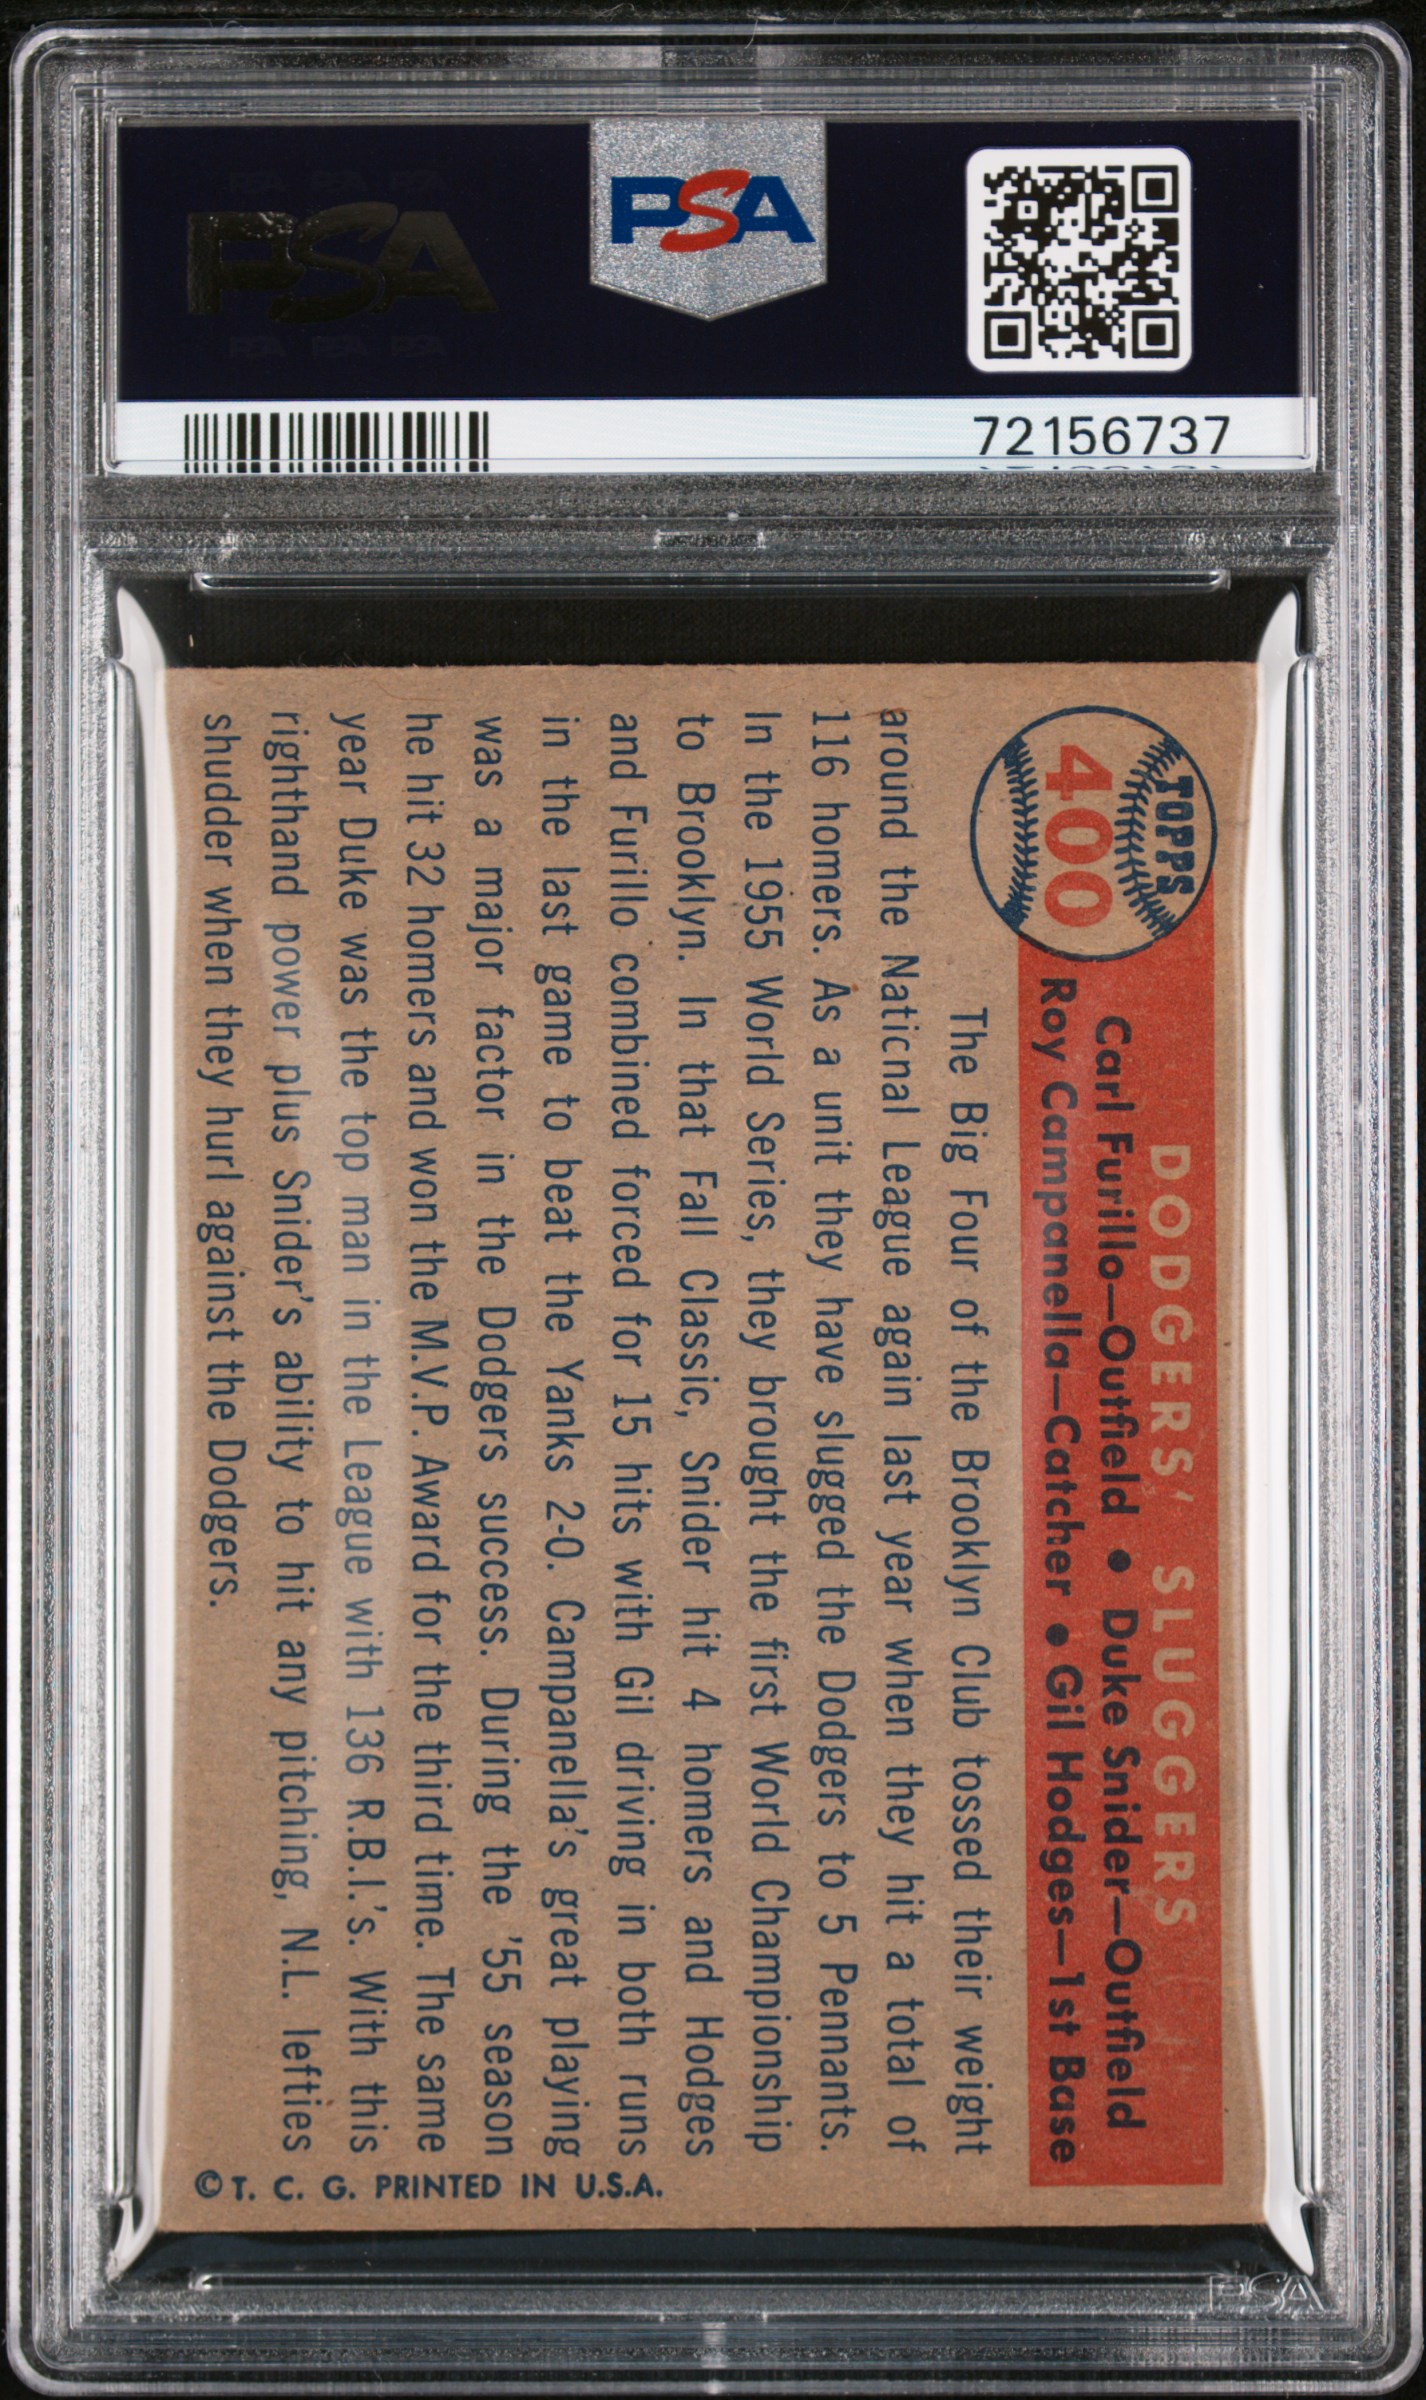 PSA
PSA
72156737
TOPPS
400
DODGERS' SLUGGERS
Carl Furillo—Outfield • Duke Snider—Outfield
Roy Campanella—Catcher • Gil Hodges—1st Base
The Big Four of the Brooklyn Club tossed their weight
around the Naticnal League again last year when they hit a total of
116 homers. As a unit they have slugged the Dodgers to 5 Pennants.
In the 1955 World Series, they brought the first World Championship
to Brooklyn. In that Fall Classic, Snider hit 4 homers and Hodges
and Furillo combined forced for 15 hits with Gil driving in both runs
in the last game to beat the Yanks 2-0. Campanella's great playing
was a major factor in the Dodgers success. During the '55 season
he hit 32 homers and won the M.V.P. Award for the third time. The same
year Duke was the top man in the League with 136 R.B.I.'s. With this
righthand power plus Snider's ability to hit any pitching, N.L. lefties
shudder when they hurl against the Dodgers.
© T. C. G. PRINTED IN U.S.A.
PSA